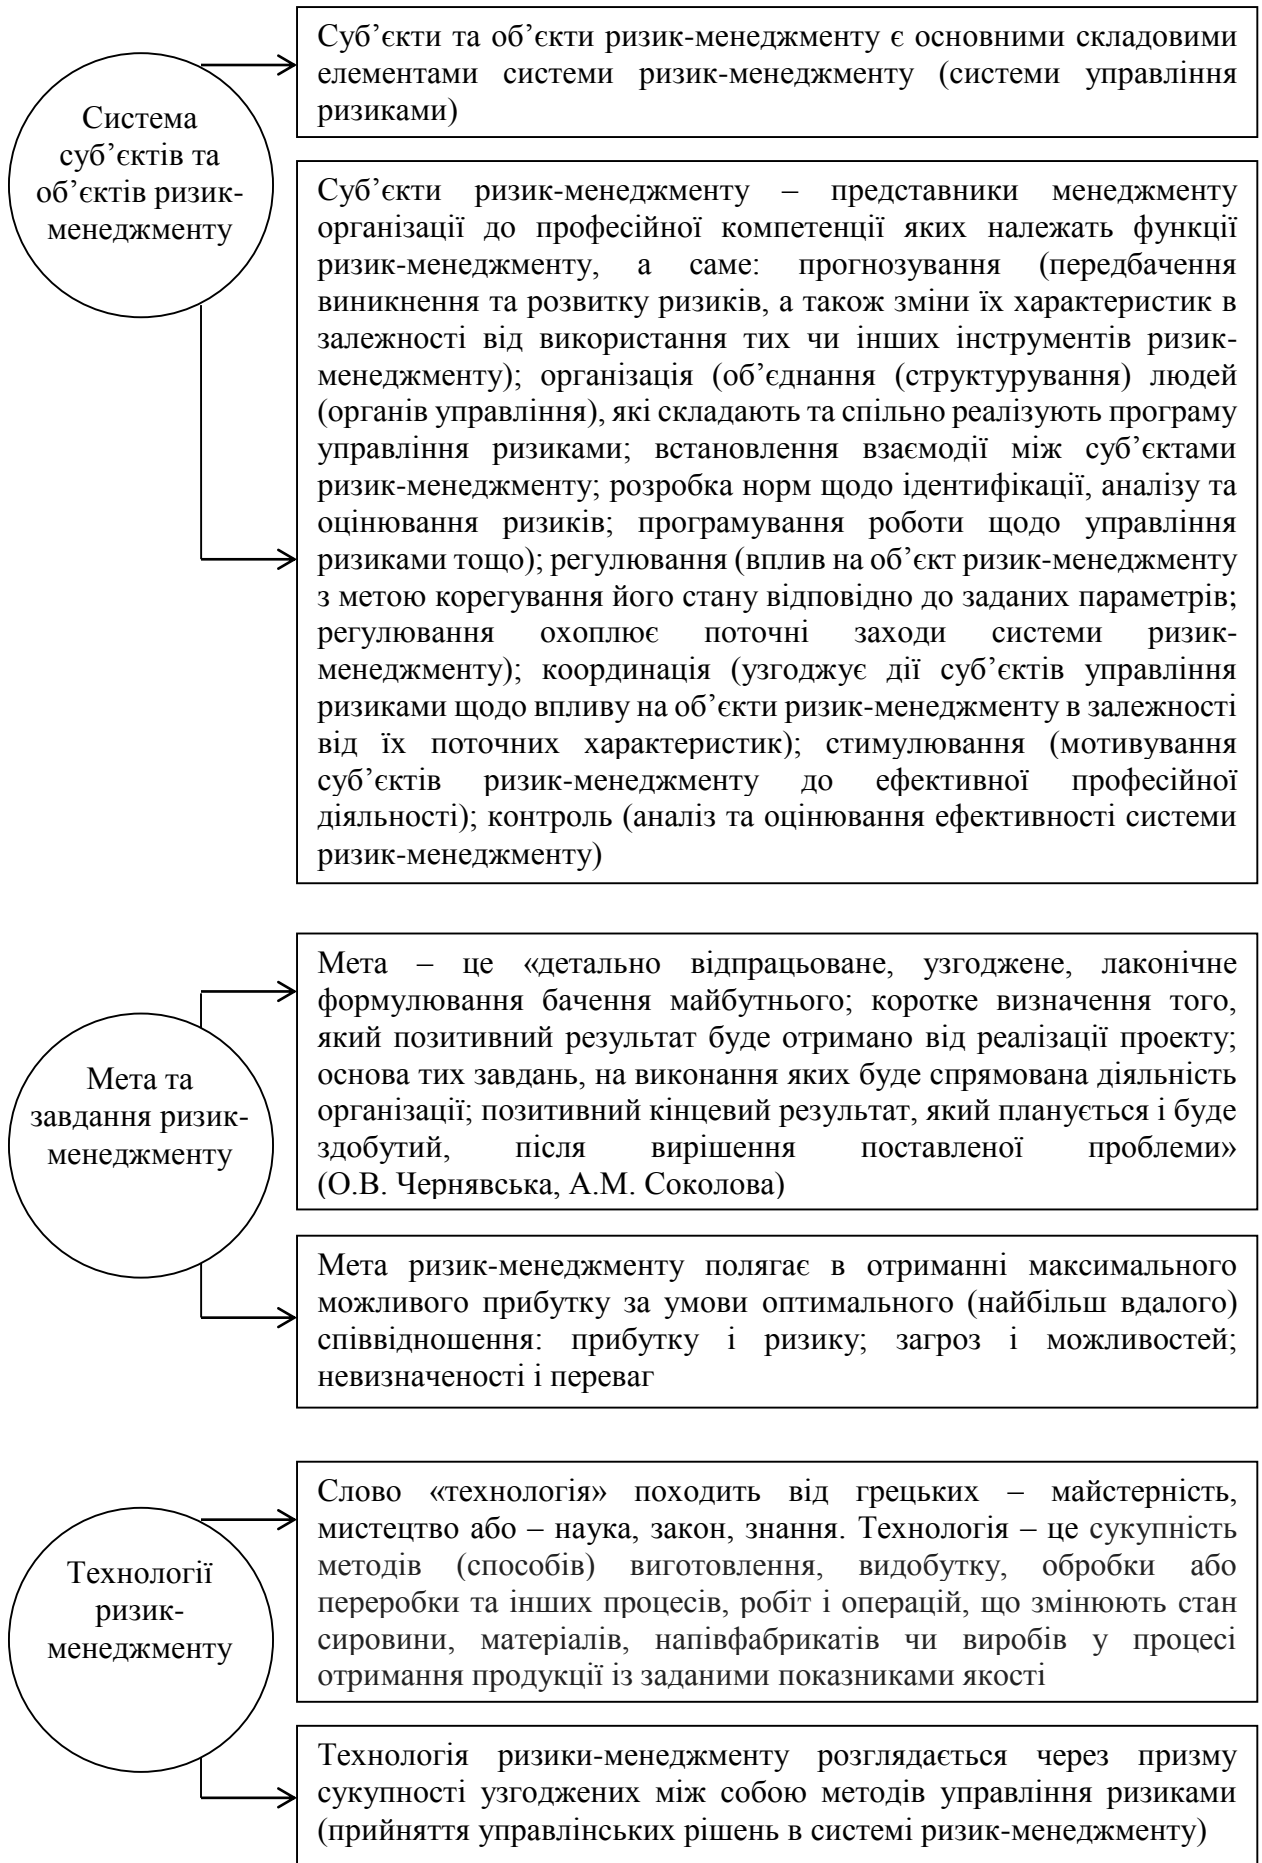 Система
суб’єктів та
об’єктів ризик-
менеджменту
Суб’єкти та об’єкти ризик-менеджменту є основними складовими
елементами системи ризик-менеджменту (системи управління
ризиками)
Суб’єкти ризик-менеджменту – представники менеджменту
організації до професійної компетенції яких належать функції
ризик-менеджменту, а саме: прогнозування (передбачення
виникнення та розвитку ризиків, а також зміни їх характеристик в
залежності від використання тих чи інших інструментів ризик-
менеджменту); організація (об’єднання (структурування) людей
(органів управління), які складають та спільно реалізують програму
управління ризиками; встановлення взаємодії між суб’єктами
ризик-менеджменту; розробка норм щодо ідентифікації, аналізу та
оцінювання ризиків; програмування роботи щодо управління
ризиками тощо); регулювання (вплив на об’єкт ризик-менеджменту
з метою корегування його стану відповідно до заданих параметрів;
регулювання охоплює поточні заходи системи ризик-
менеджменту); координація (узгоджує дії суб’єктів управління
ризиками щодо впливу на об’єкти ризик-менеджменту в залежності
від їх поточних характеристик); стимулювання (мотивування
суб’єктів ризик-менеджменту до ефективної професійної
діяльності); контроль (аналіз та оцінювання ефективності системи
ризик-менеджменту)
Мета та
завдання ризик-
менеджменту
Мета – це «детально відпрацьоване, узгоджене, лаконічне
формулювання бачення майбутнього; коротке визначення того,
який позитивний результат буде отримано від реалізації проекту;
основа тих завдань, на виконання яких буде спрямована діяльність
організації; позитивний кінцевий результат, який планується і буде
здобутий, після вирішення поставленої проблеми»
(О.В. Чернявська, А.М. Соколова)
Мета ризик-менеджменту полягає в отриманні максимального
можливого прибутку за умови оптимального (найбільш вдалого)
співвідношення: прибутку і ризику; загроз і можливостей;
невизначеності і переваг
Технології
ризик-
менеджменту
Слово «технологія» походить від грецьких – майстерність,
мистецтво або – наука, закон, знання. Технологія – це сукупність
методів (способів) виготовлення, видобутку, обробки або
переробки та інших процесів, робіт і операцій, що змінюють стан
сировини, матеріалів, напівфабрикатів чи виробів у процесі
отримання продукції із заданими показниками якості
Технологія ризики-менеджменту розглядається через призму
сукупності узгоджених між собою методів управління ризиками
(прийняття управлінських рішень в системі ризик-менеджменту)